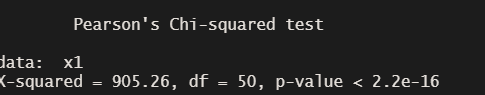 Pearson's Chi-squared test
data: x1
X-squared = 905.26, df = 50, p-value < 2.2e-16